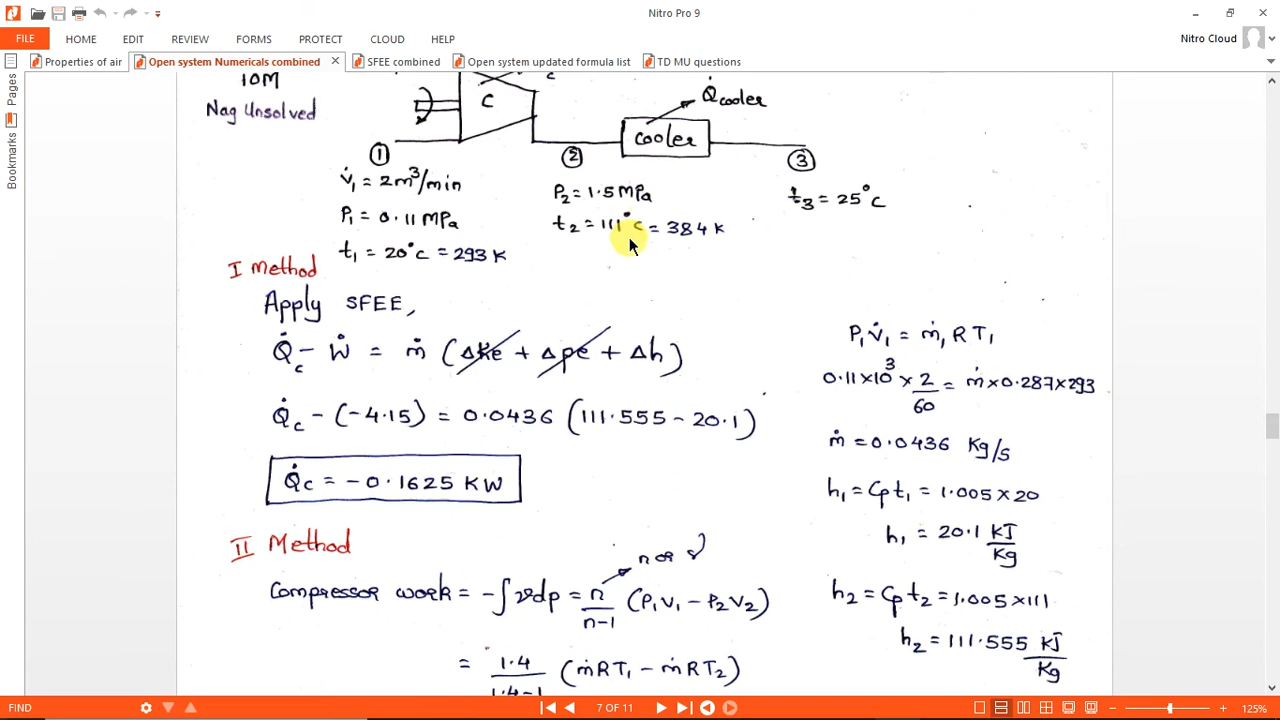 Nitro Pro 9
FILE HOME EDIT REVIEW FORMS PROTECT CLOUD HELP Nitro Cloud
Properties of air Open system Numericals combined SFEE combined Open system updated formula list TD MU questions
Pages
Bookmarks
10M
Nag Unsolved
C c Q̇cooler
cooler
① ② ③
V̇₁ = 2m³/min P₂ = 1.5 MPa t₃ = 25°C
P₁ = 0.11 MPa t₂ = 111°C = 384 K
t₁ = 20°C = 293 K
I Method
Apply SFEE,
Q̇c - Ẇ = ṁ (Δke + Δpe + Δh)
Q̇c - (-4.15) = 0.0436 (111.555 - 20.1)
Q̇c = -0.1625 KW
P₁V̇₁ = ṁ₁ R T₁
0.11×10³ × 2/60 = ṁ × 0.287×293
ṁ = 0.0436 Kg/s
h₁ = Cpt₁ = 1.005 × 20
h₁ = 20.1 KJ/Kg
h₂ = Cpt₂ = 1.005 × 111
h₂ = 111.555 KJ/Kg
II Method
n or γ
Compressor work = -∫vdp = n/n-1 (P₁V₁ - P₂V₂)
= 1.4/1.4-1 (ṁRT₁ - ṁRT₂)
FIND 7 OF 11 125%